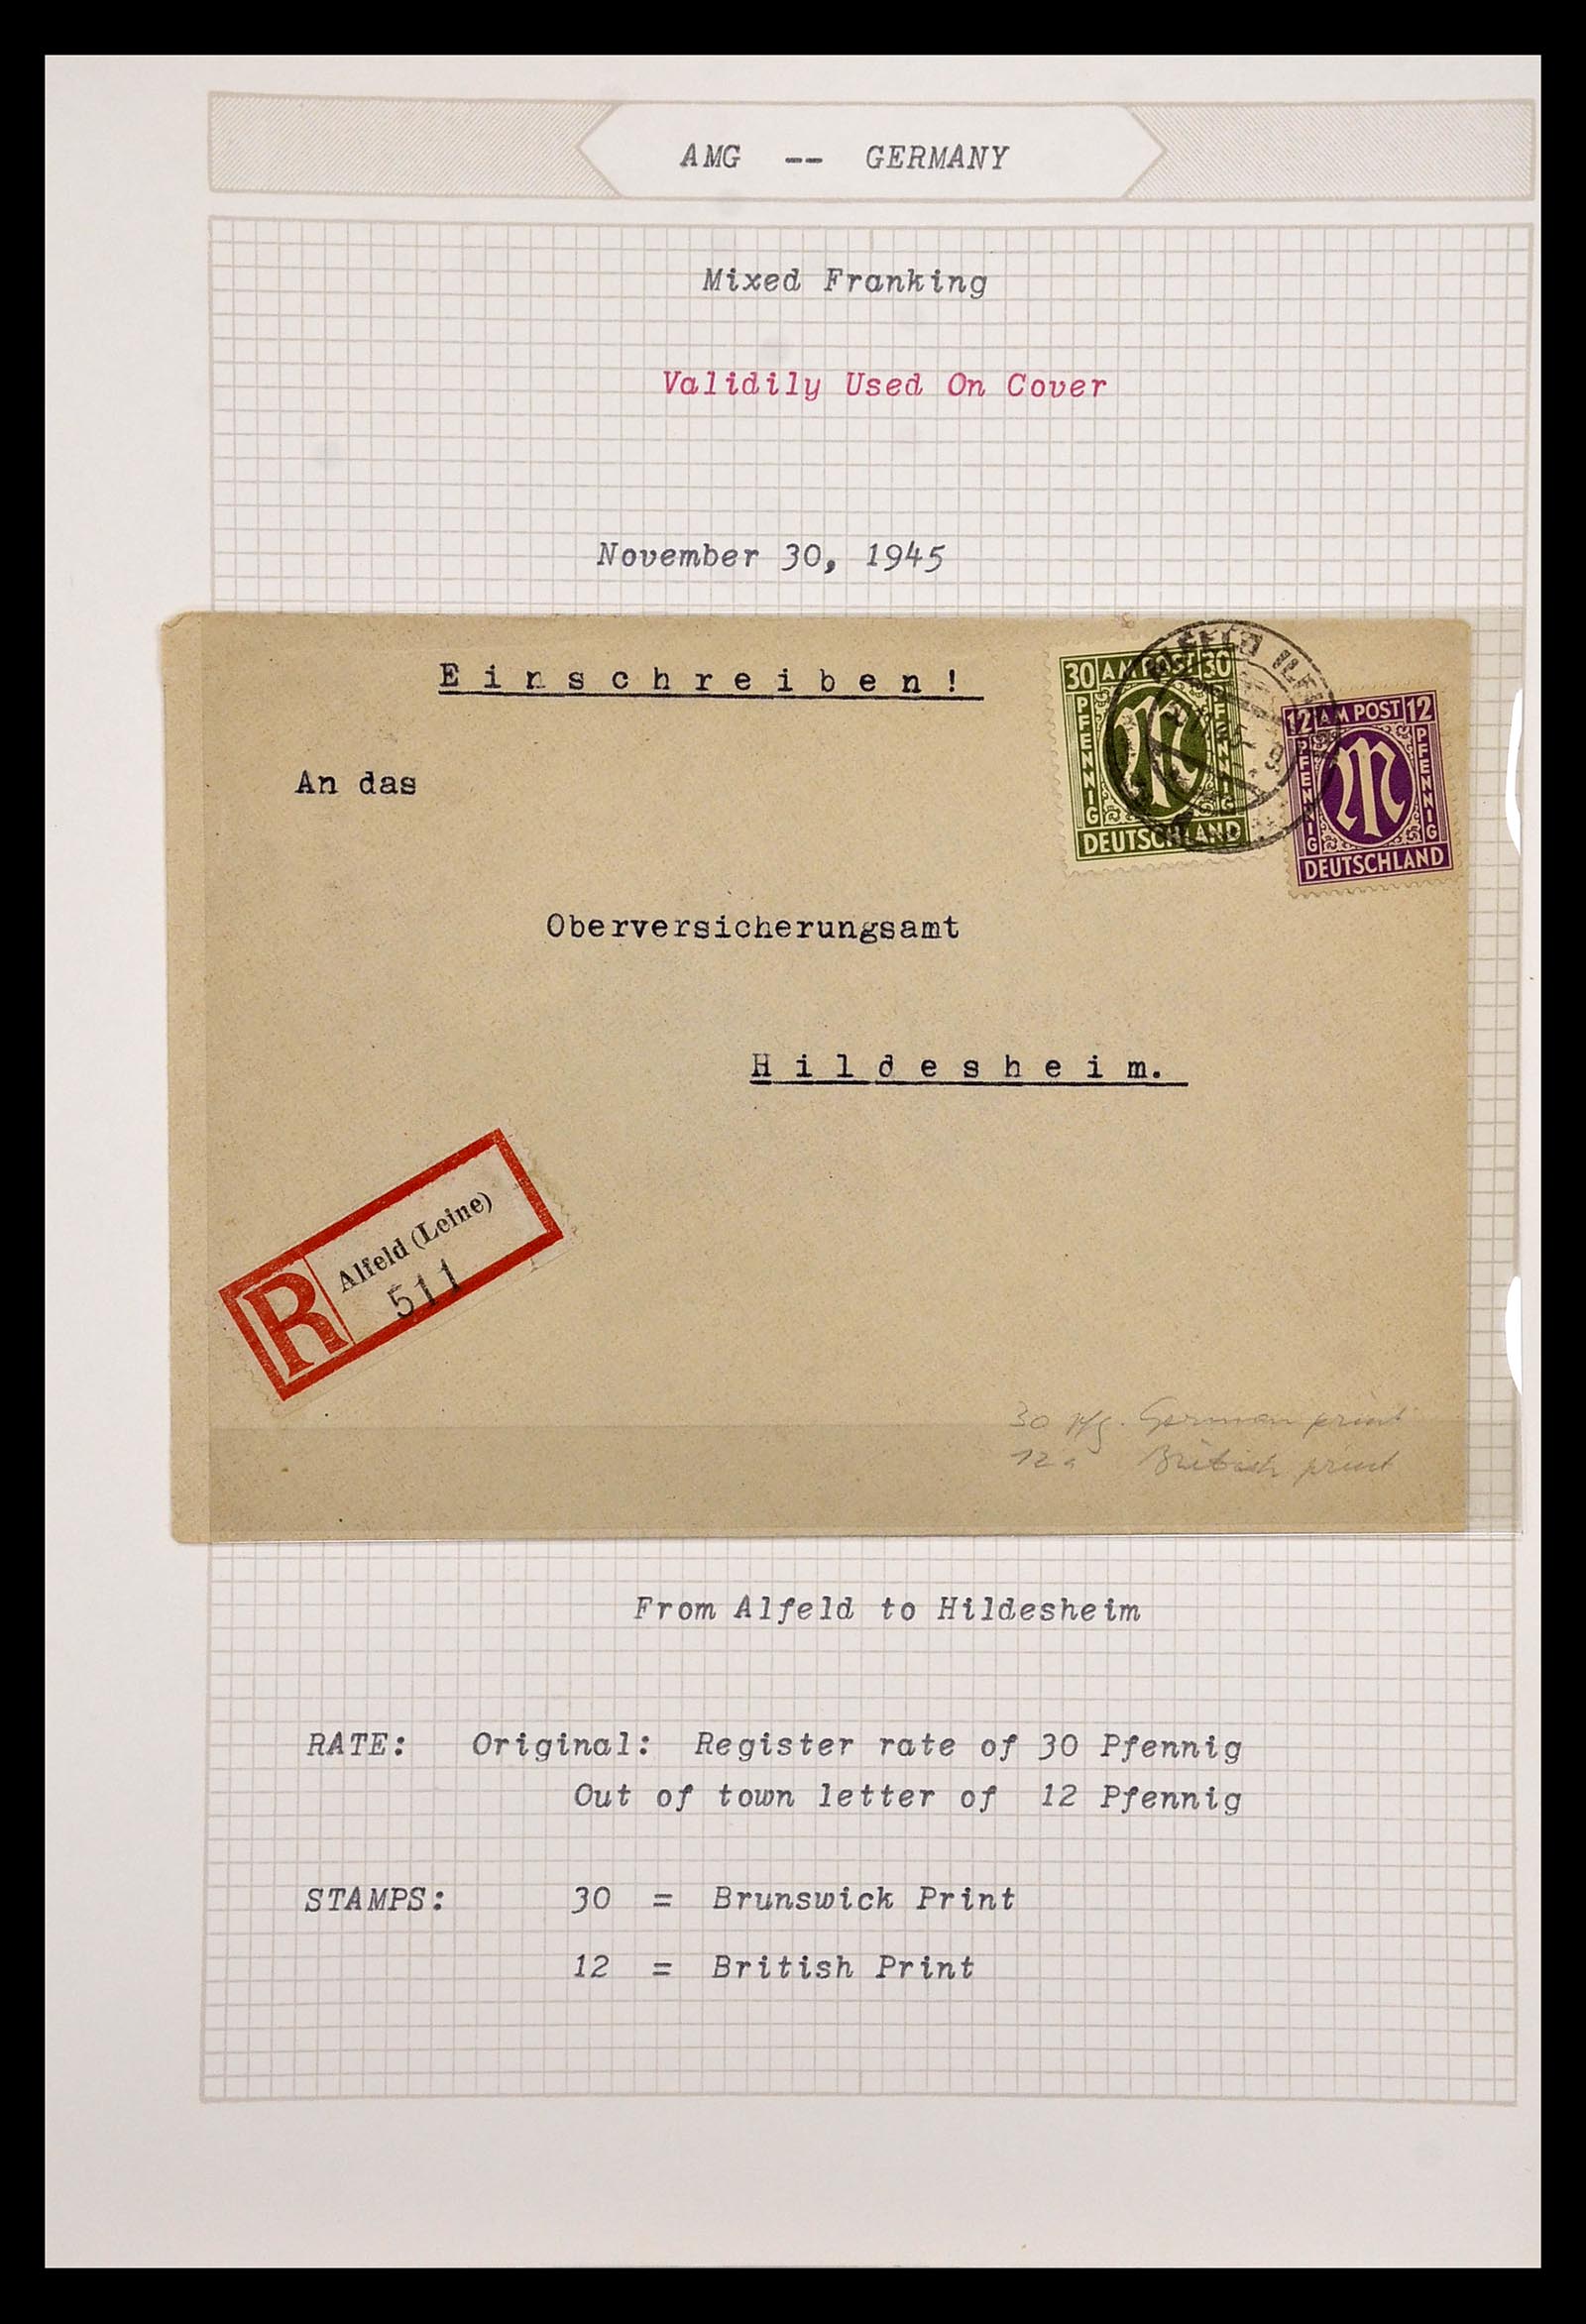 AMG -- GERMANY
Mixed Franking
Validily Used On Cover
November 30, 1945
Einschreiben!
30 AM POST 30
PFENNIG PFENNIG
DEUTSCHLAND
12 AM POST 12
PFENNIG PFENNIG
DEUTSCHLAND
An das
Oberversicherungsamt
Hildesheim.
R Alfeld (Leine)
511
30 Pfg. German print
12 British print
From Alfeld to Hildesheim
RATE: Original: Register rate of 30 Pfennig
Out of town letter of 12 Pfennig
STAMPS: 30 = Brunswick Print
12 = British Print